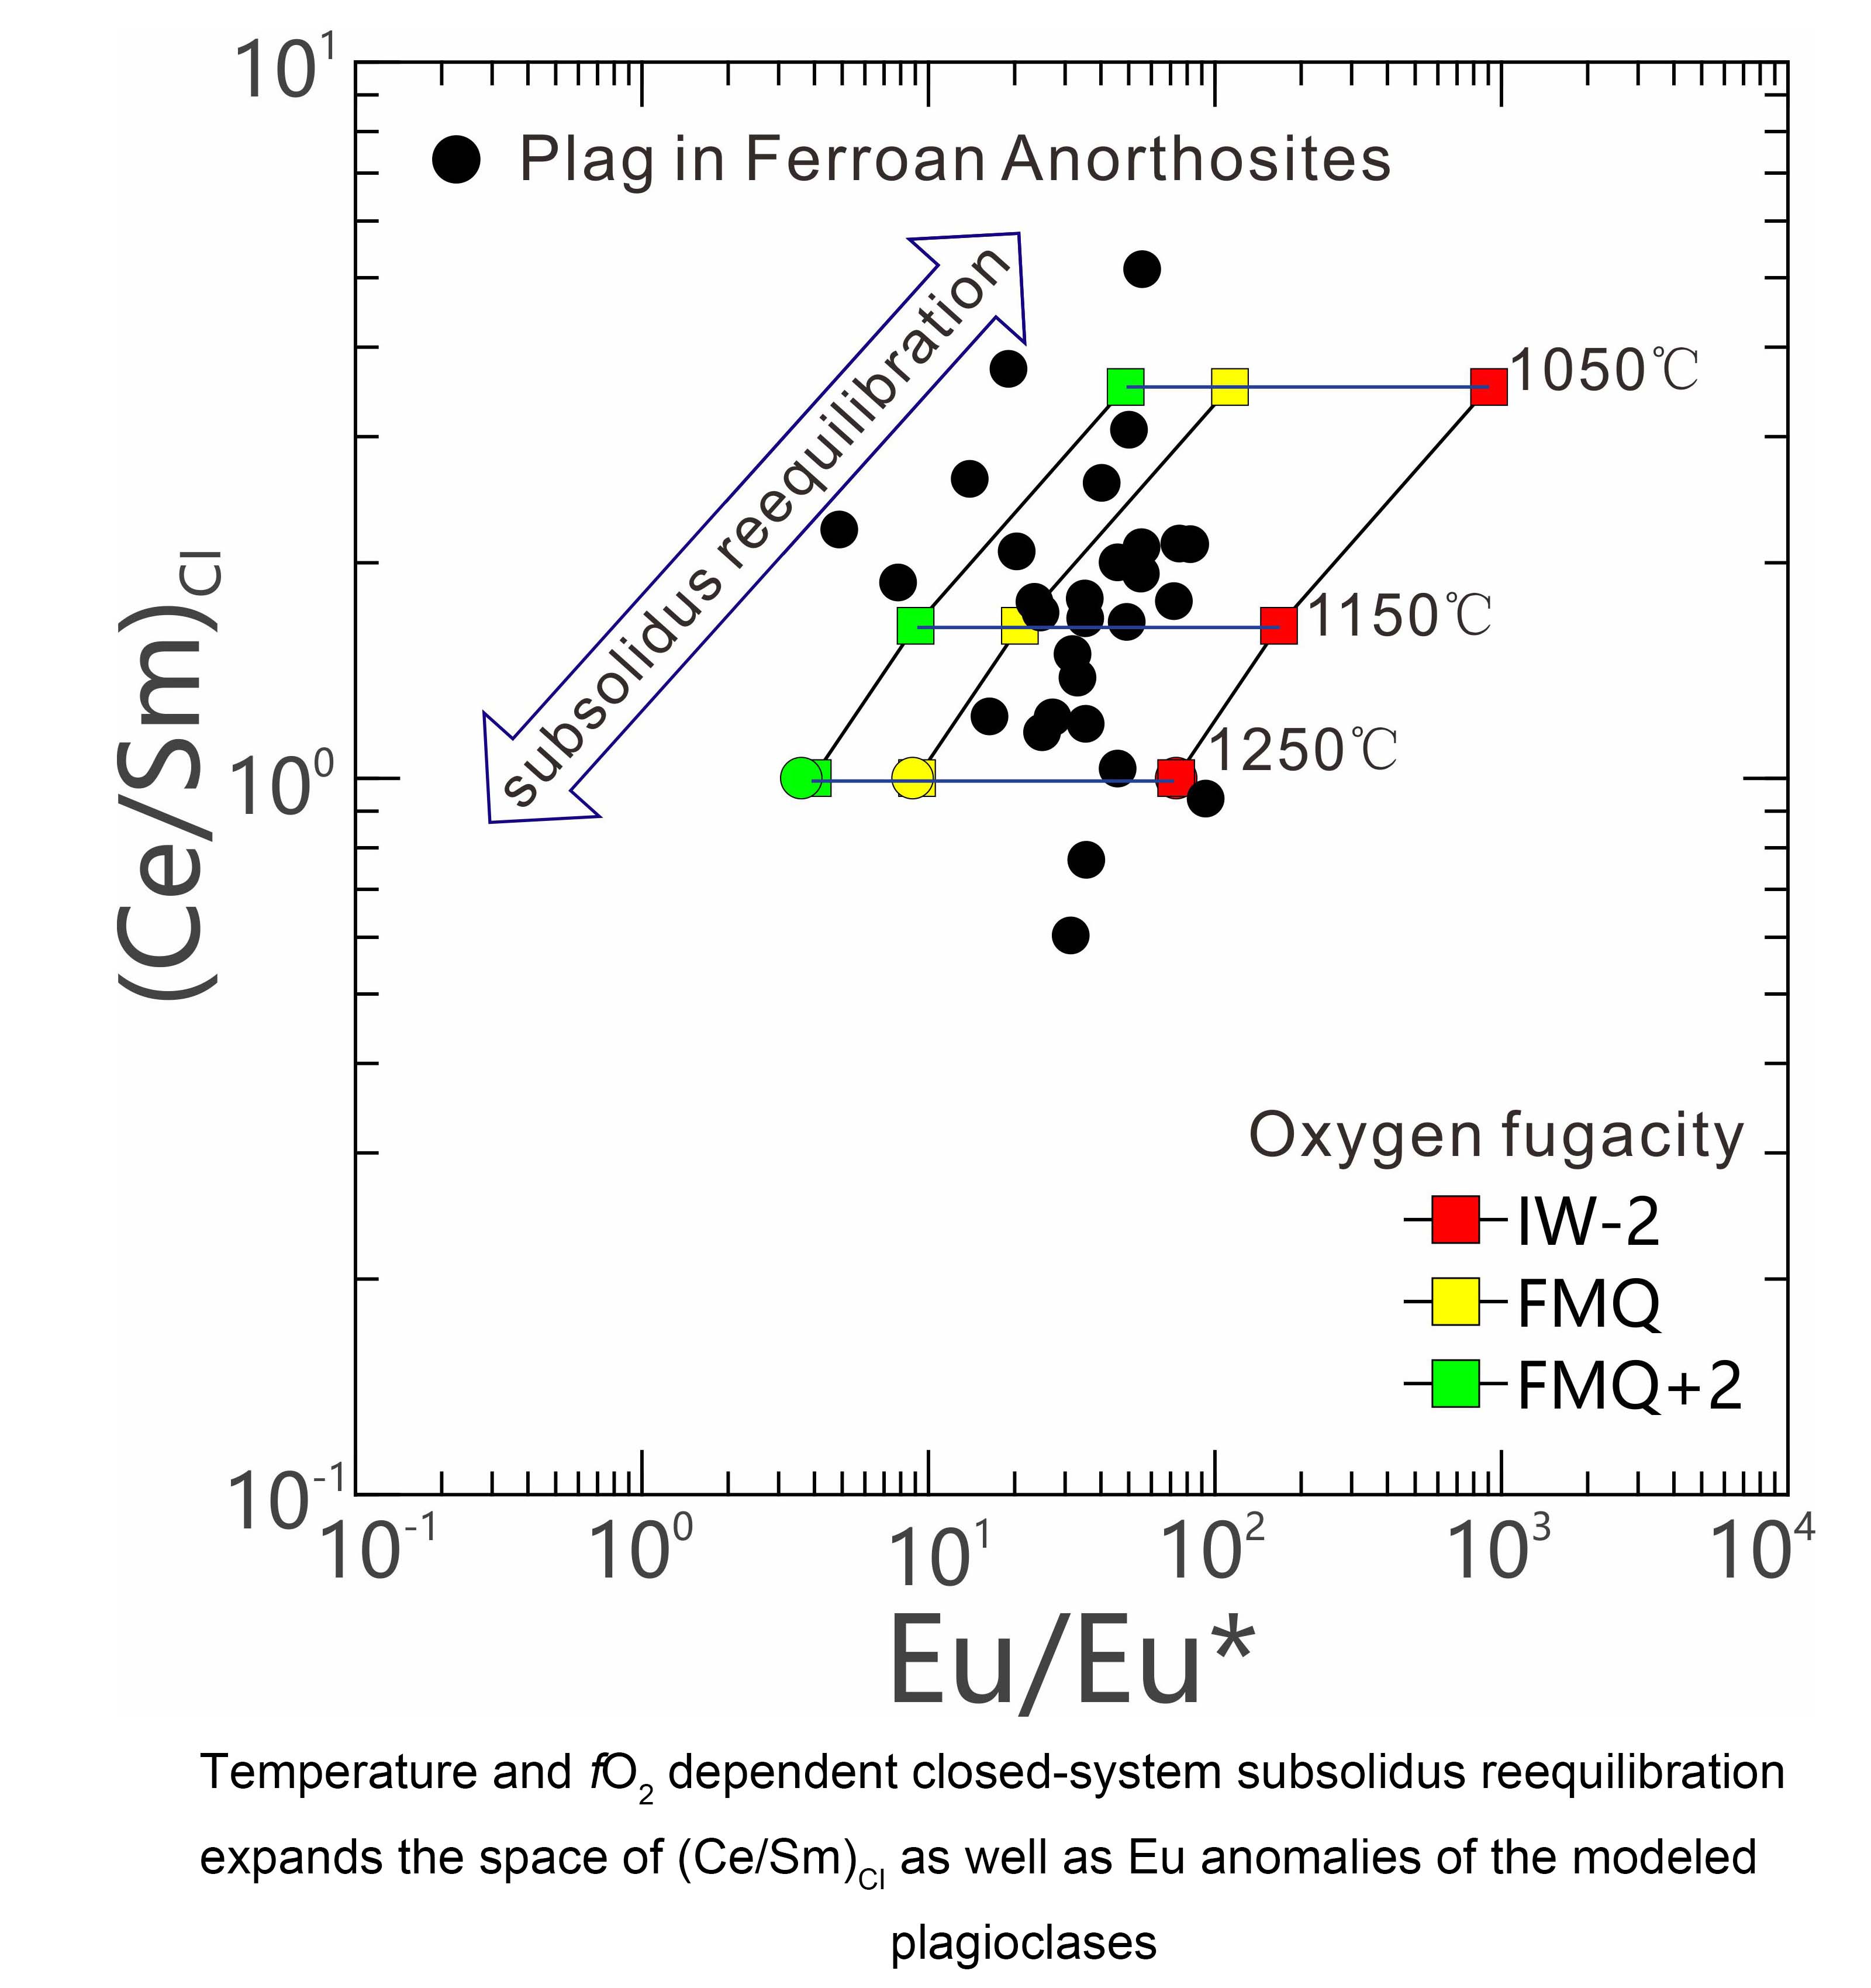 10¹
Plag in Ferroan Anorthosites
subsolidus reequilibration
1050℃
1150℃
1250℃
(Ce/Sm)CI
10⁰
Oxygen fugacity
IW-2
FMQ
FMQ+2
10⁻¹
10⁻¹ 10⁰ 10¹ 10² 10³ 10⁴
Eu/Eu*
Temperature and fO₂ dependent closed-system subsolidus reequilibration
expands the space of (Ce/Sm)CI as well as Eu anomalies of the modeled
plagioclases